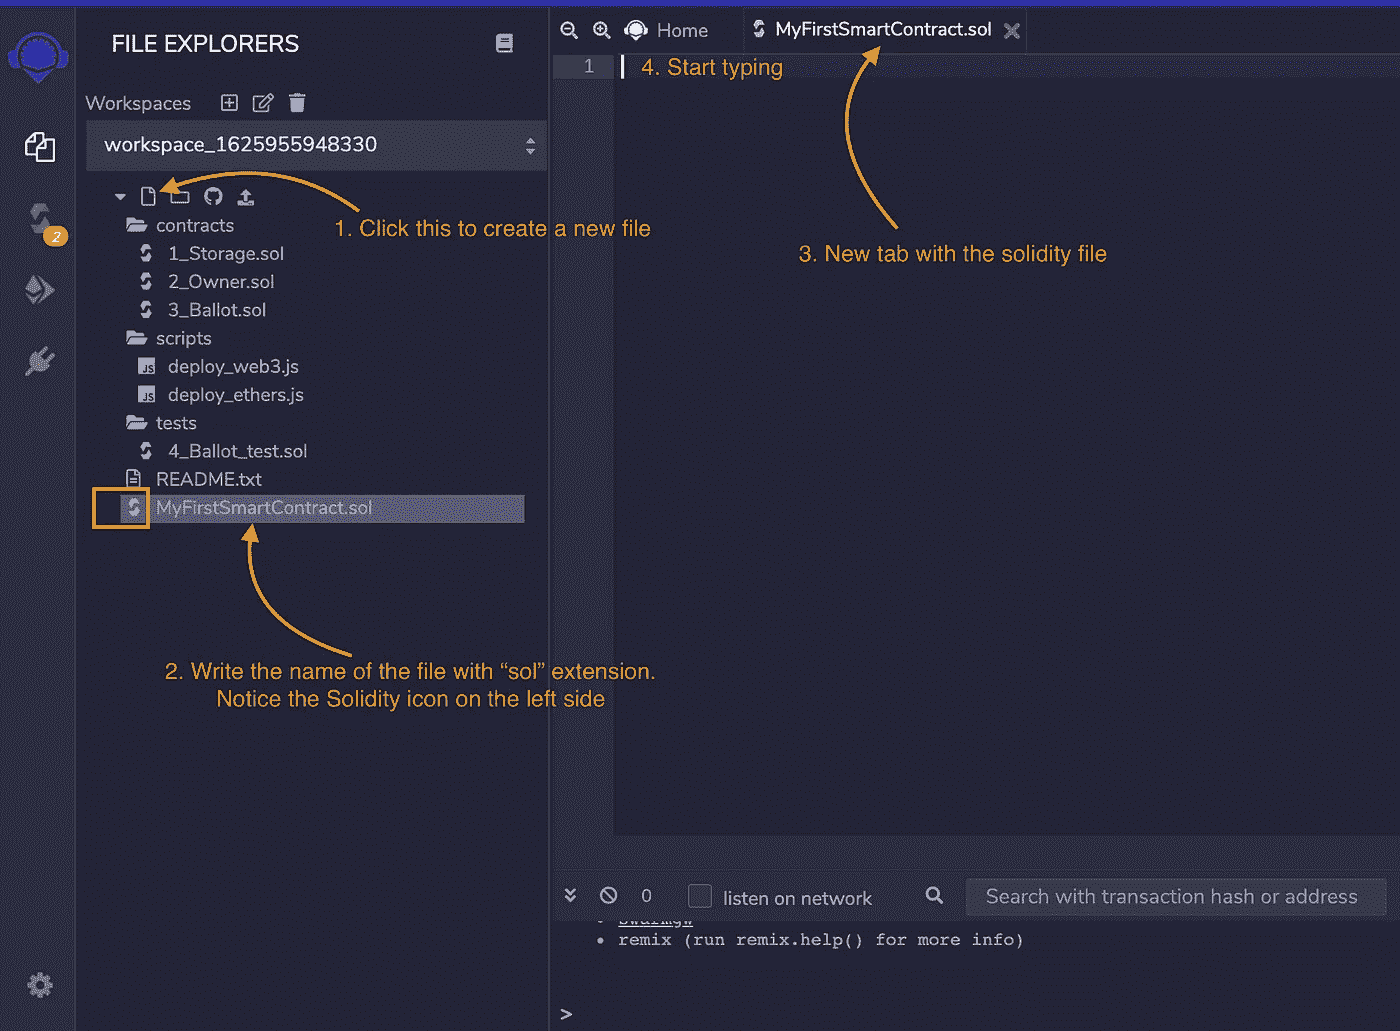 FILE EXPLORERS
Workspaces
workspace_1625955948330
1. Click this to create a new file
contracts
1_Storage.sol
2_Owner.sol
3_Ballot.sol
scripts
JS deploy_web3.js
JS deploy_ethers.js
tests
4_Ballot_test.sol
README.txt
MyFirstSmartContract.sol
2
2. Write the name of the file with “sol” extension.
Notice the Solidity icon on the left side
Home
MyFirstSmartContract.sol
1
4. Start typing
3. New tab with the solidity file
0
listen on network
Search with transaction hash or address
swarmgw
remix (run remix.help() for more info)
>